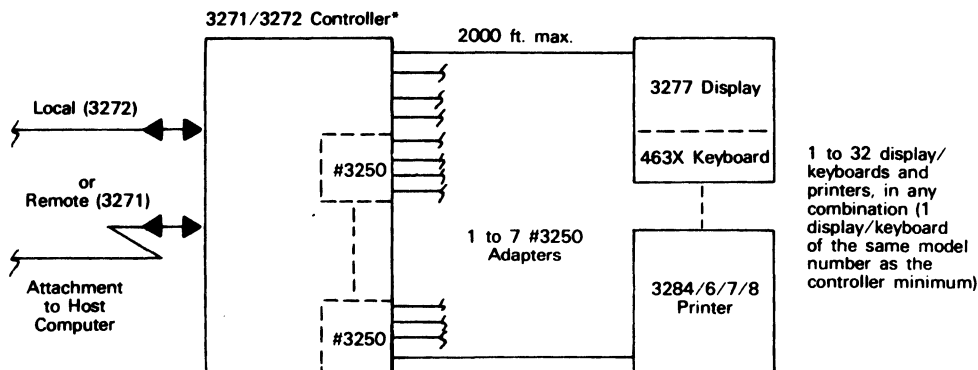 3271/3272 Controller*
2000 ft. max.
3277 Display
463X Keyboard
Local (3272)
or
Remote (3271)
Attachment
to Host
Computer
#3250
#3250
1 to 7 #3250
Adapters
3284/6/7/8
Printer
1 to 32 display/
keyboards and
printers, in any
combination (1
display/keyboard
of the same model
number as the
controller minimum)